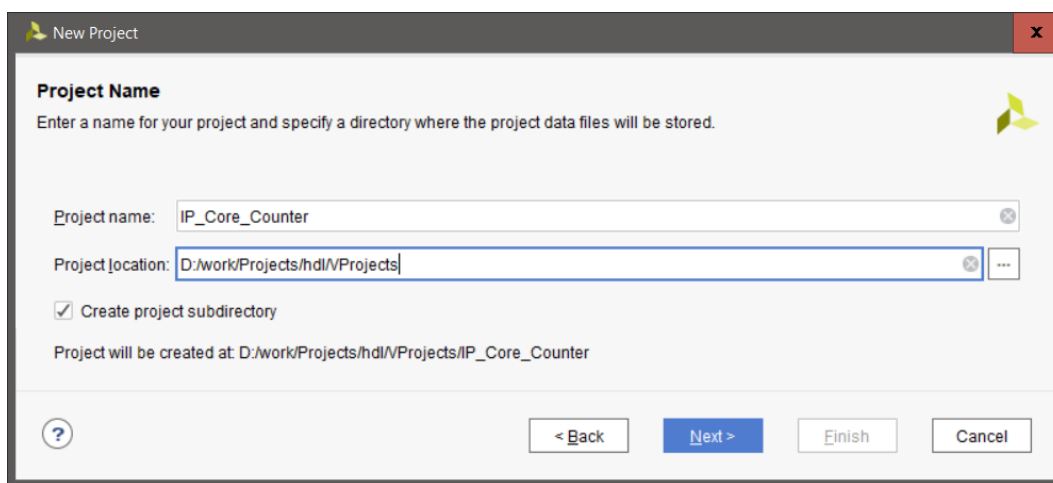 New Project
x
Project Name
Enter a name for your project and specify a directory where the project data files will be stored.
Project name: IP_Core_Counter
Project location: D:/work/Projects/hdl/VProjects ...
Create project subdirectory
Project will be created at: D:/work/Projects/hdl/VProjects/IP_Core_Counter
? < Back Next > Finish Cancel